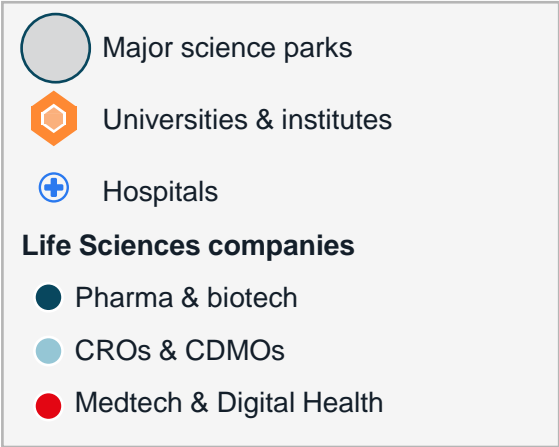 Major science parks
Universities & institutes
Hospitals
Life Sciences companies
Pharma & biotech
CROs & CDMOs
Medtech & Digital Health